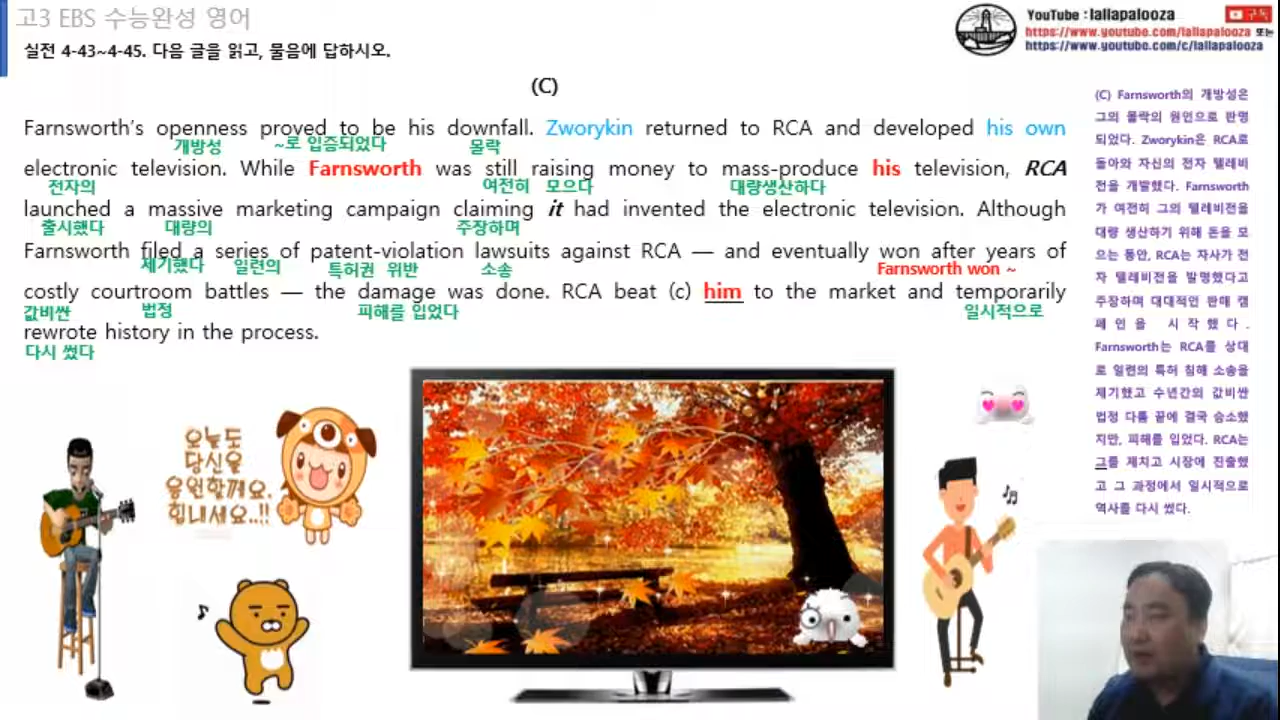 고3 EBS 수능완성 영어
YouTube : lallapalooza
구독
https://www.youtube.com/lallapalooza 또는
https://www.youtube.com/c/lallapalooza
실전 4-43~4-45. 다음 글을 읽고, 물음에 답하시오.
(C)
Farnsworth's openness proved to be his downfall. Zworykin returned to RCA and developed his own
개방성 ~로 입증되었다 몰락
electronic television. While Farnsworth was still raising money to mass-produce his television, RCA
전자의 여전히 모으다 대량생산하다
launched a massive marketing campaign claiming it had invented the electronic television. Although
출시했다 대량의 주장하며
Farnsworth filed a series of patent-violation lawsuits against RCA — and eventually won after years of
제기했다 일련의 특허권 위반 소송 Farnsworth won ~
costly courtroom battles — the damage was done. RCA beat (c) him to the market and temporarily
값비싼 법정 피해를 입었다 일시적으로
rewrote history in the process.
다시 썼다
(C) Farnsworth의 개방성은
그의 몰락의 원인으로 판명
되었다. Zworykin은 RCA로
돌아와 자신의 전자 텔레비
전을 개발했다. Farnsworth
가 여전히 그의 텔레비전을
대량 생산하기 위해 돈을 모
으는 동안, RCA는 자사가 전
자 텔레비전을 발명했다고
주장하며 대대적인 판매 캠
페인을 시작했다.
Farnsworth는 RCA를 상대
로 일련의 특허 침해 소송을
제기했고 수년간의 값비싼
법정 다툼 끝에 결국 승소했
지만, 피해를 입었다. RCA는
그를 제치고 시장에 진출했
고 그 과정에서 일시적으로
역사를 다시 썼다.
오늘도
당신을
응원할게요.
힘내세요..!!